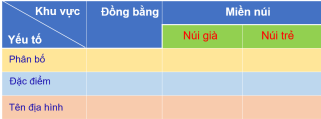 Khu vực
Yếu tố
Đồng bằng
Miền núi
Núi già
Núi trẻ
Phân bố
Đặc điểm
Tên địa hình